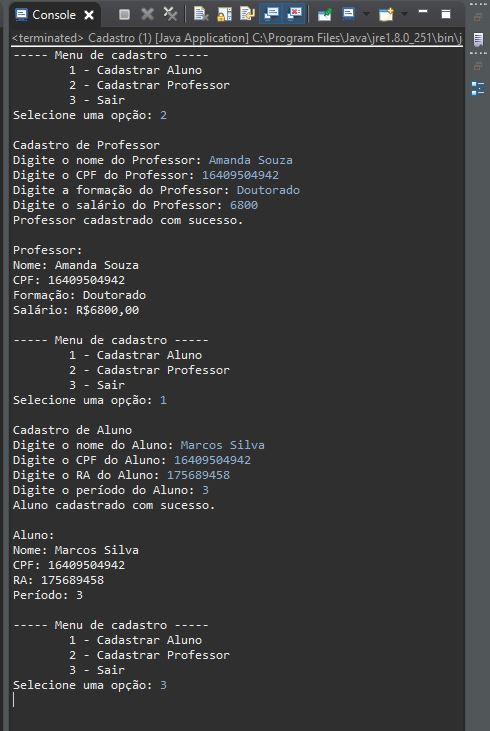 Console
<terminated> Cadastro (1) [Java Application] C:\Program Files\Java\jre1.8.0_251\bin\j
----- Menu de cadastro -----
1 - Cadastrar Aluno
2 - Cadastrar Professor
3 - Sair
Selecione uma opção: 2
Cadastro de Professor
Digite o nome do Professor: Amanda Souza
Digite o CPF do Professor: 16409504942
Digite a formação do Professor: Doutorado
Digite o salário do Professor: 6800
Professor cadastrado com sucesso.
Professor:
Nome: Amanda Souza
CPF: 16409504942
Formação: Doutorado
Salário: R$6800,00
----- Menu de cadastro -----
1 - Cadastrar Aluno
2 - Cadastrar Professor
3 - Sair
Selecione uma opção: 1
Cadastro de Aluno
Digite o nome do Aluno: Marcos Silva
Digite o CPF do Aluno: 16409504942
Digite o RA do Aluno: 175689458
Digite o período do Aluno: 3
Aluno cadastrado com sucesso.
Aluno:
Nome: Marcos Silva
CPF: 16409504942
RA: 175689458
Período: 3
----- Menu de cadastro -----
1 - Cadastrar Aluno
2 - Cadastrar Professor
3 - Sair
Selecione uma opção: 3